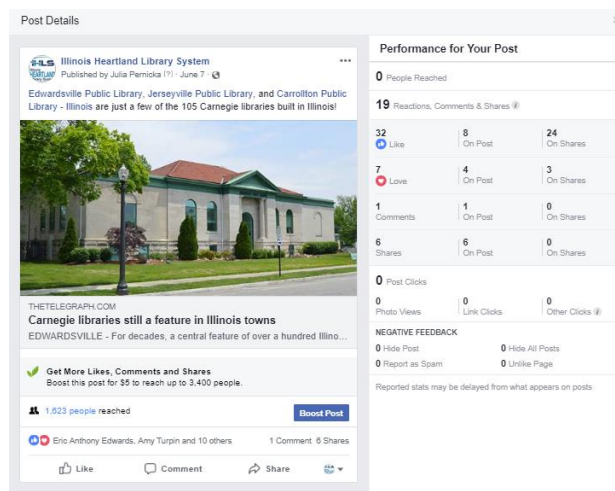 Post Details
Illinois Heartland Library System
Published by Julia Pernicka (?) · June 7 ·
Edwardsville Public Library, Jerseyville Public Library, and Carrollton Public
Library - Illinois are just a few of the 105 Carnegie libraries built in Illinois!
THETELEGRAPH.COM
Carnegie libraries still a feature in Illinois towns
EDWARDSVILLE - For decades, a central feature of over a hundred Illino...
Get More Likes, Comments and Shares
Boost this post for $5 to reach up to 3,400 people.
1,623 people reached
Boost Post
Eric Anthony Edwards, Amy Turpin and 10 others
1 Comment 6 Shares
Like Comment Share
Performance for Your Post
0 People Reached
19 Reactions, Comments & Shares
32 8 24
Like On Post On Shares
7 4 3
Love On Post On Shares
1 1 0
Comments On Post On Shares
6 6 0
Shares On Post On Shares
0 Post Clicks
0 0 0
Photo Views Link Clicks Other Clicks
NEGATIVE FEEDBACK
0 Hide Post 0 Hide All Posts
0 Report as Spam 0 Unlike Page
Reported stats may be delayed from what appears on posts